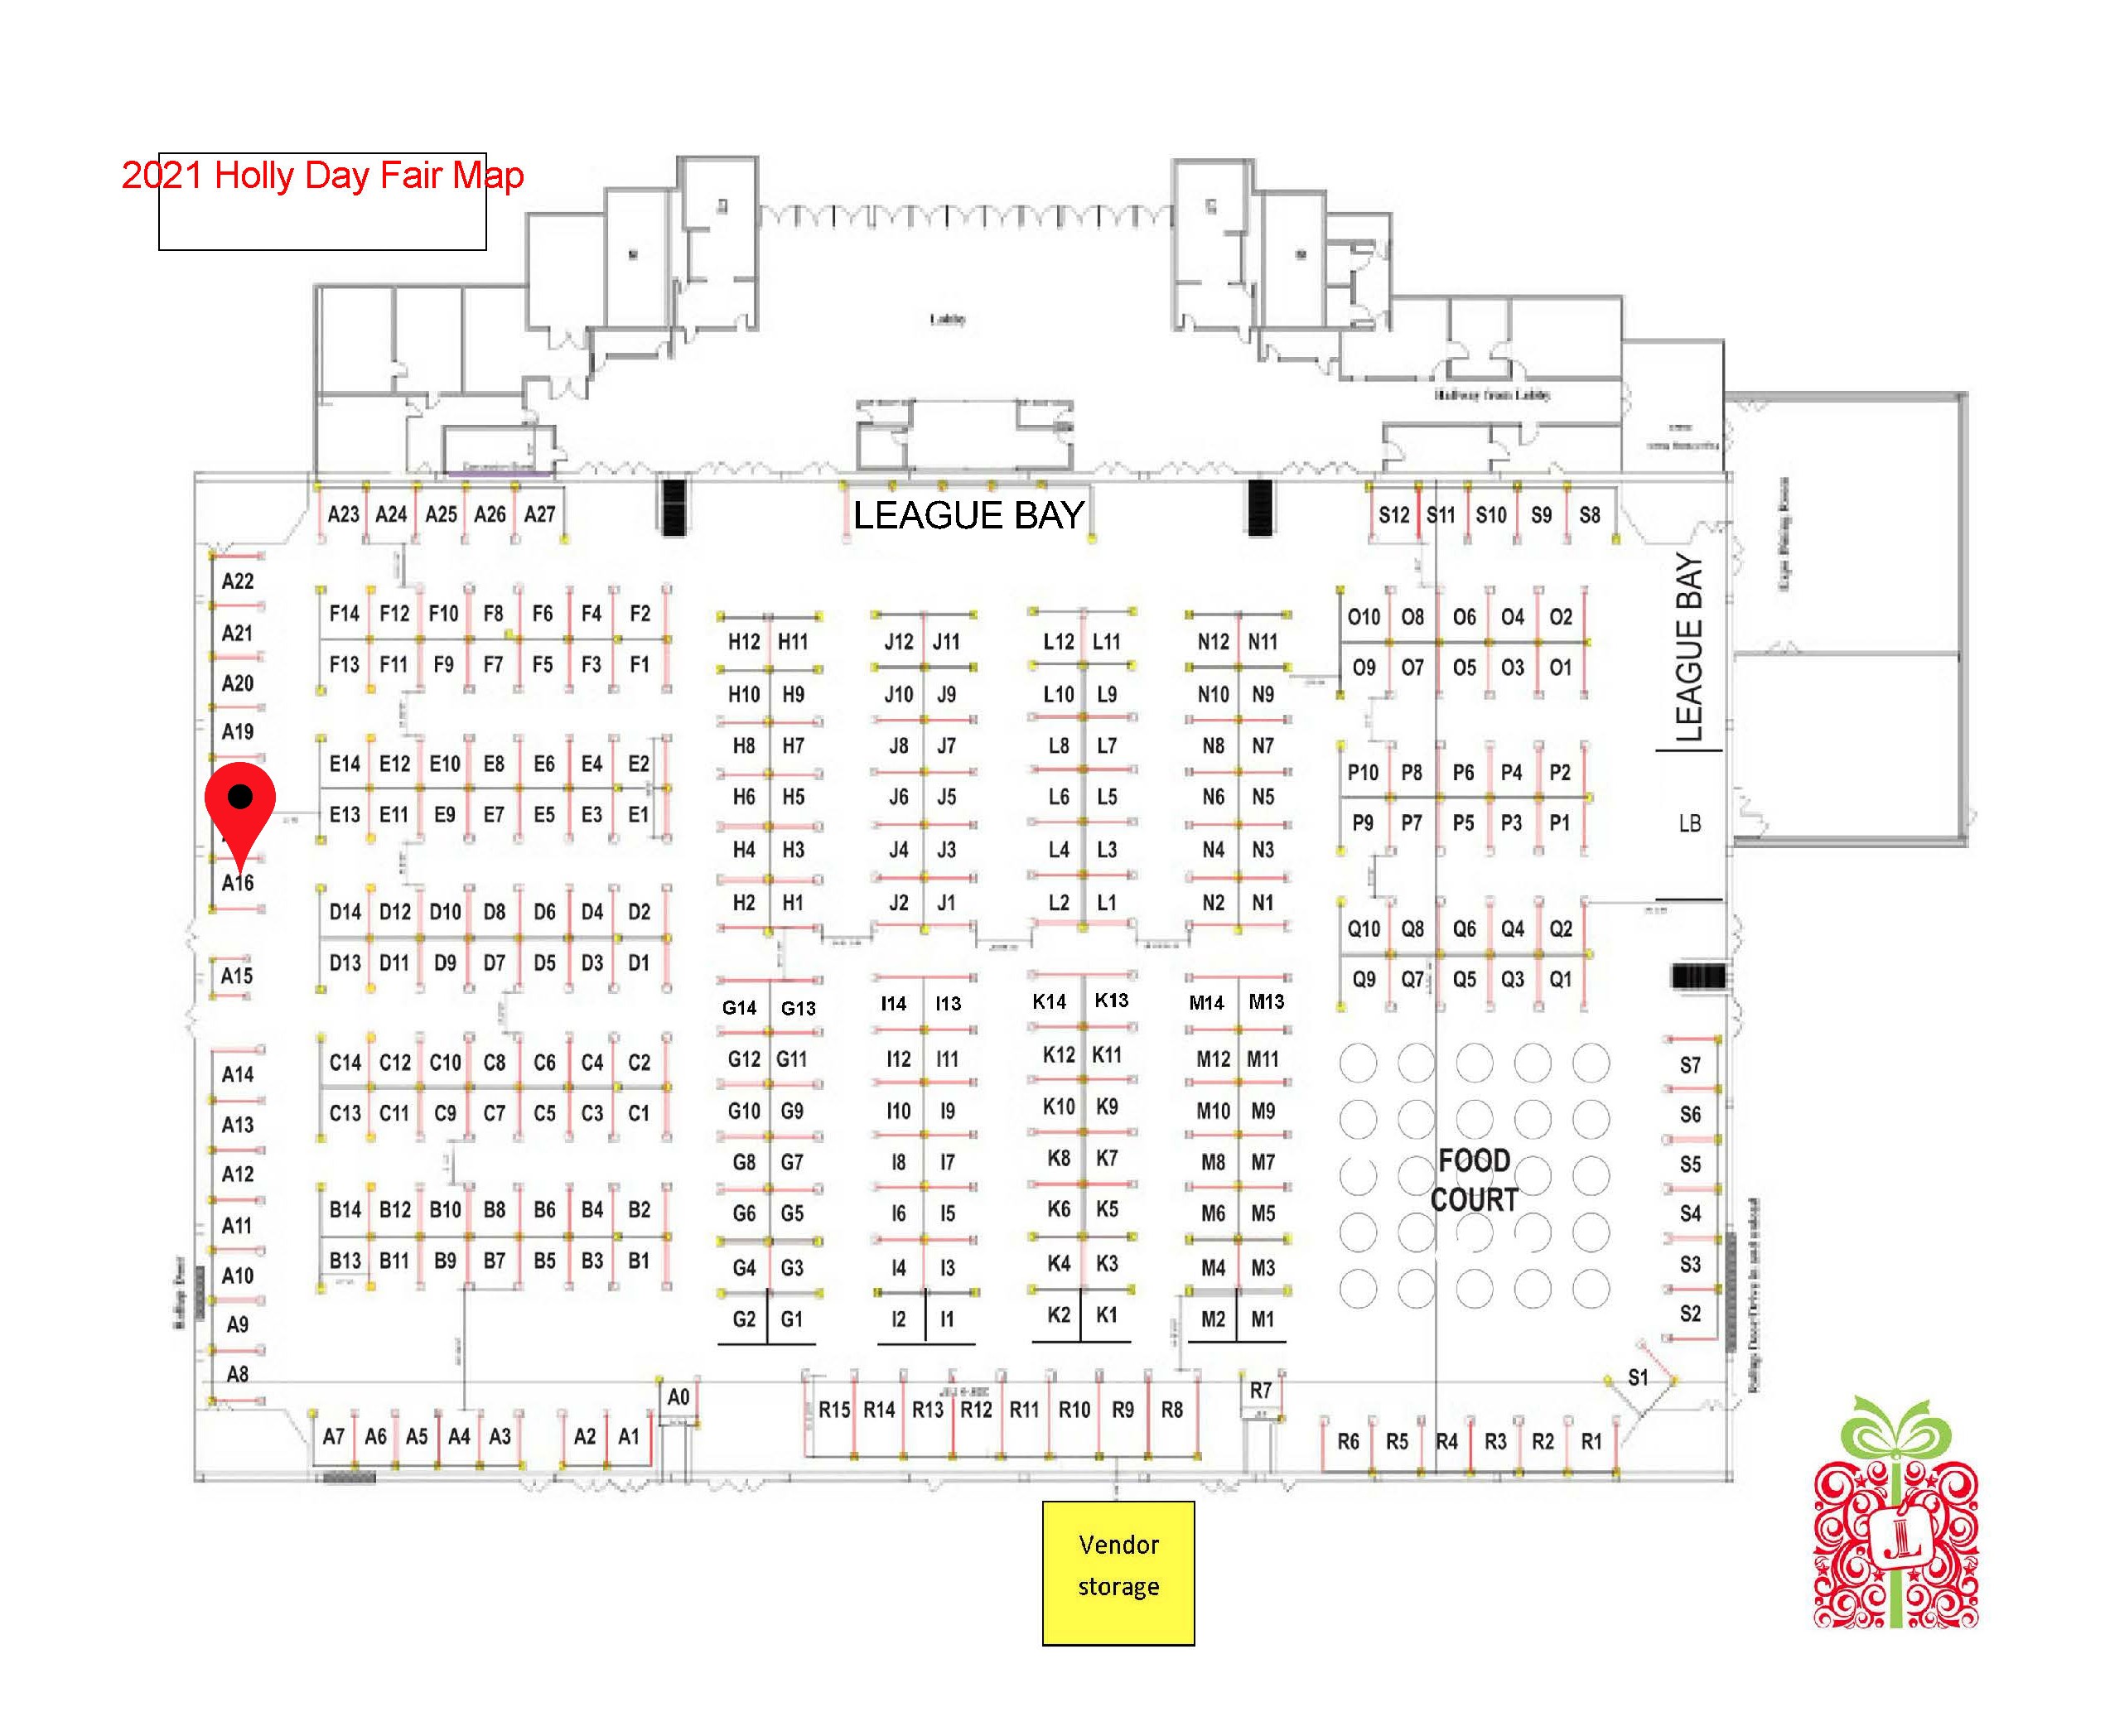 2021 Holly Day Fair Map
Lobby
Hallway from Lobby
LEAGUE BAY
A23 A24 A25 A26 A27
S12 S11 S10 S9 S8
A22
A21
A20
A19
A16
A15
A14
A13
A12
A11
A10
A9
A8
F14 F12 F10 F8 F6 F4 F2
F13 F11 F9 F7 F5 F3 F1
E14 E12 E10 E8 E6 E4 E2
E13 E11 E9 E7 E5 E3 E1
D14 D12 D10 D8 D6 D4 D2
D13 D11 D9 D7 D5 D3 D1
C14 C12 C10 C8 C6 C4 C2
C13 C11 C9 C7 C5 C3 C1
B14 B12 B10 B8 B6 B4 B2
B13 B11 B9 B7 B5 B3 B1
H12 H11 J12 J11 L12 L11 N12 N11
H10 H9 J10 J9 L10 L9 N10 N9
H8 H7 J8 J7 L8 L7 N8 N7
H6 H5 J6 J5 L6 L5 N6 N5
H4 H3 J4 J3 L4 L3 N4 N3
H2 H1 J2 J1 L2 L1 N2 N1
G14 G13 I14 I13 K14 K13 M14 M13
G12 G11 I12 I11 K12 K11 M12 M11
G10 G9 I10 I9 K10 K9 M10 M9
G8 G7 I8 I7 K8 K7 M8 M7
G6 G5 I6 I5 K6 K5 M6 M5
G4 G3 I4 I3 K4 K3 M4 M3
G2 G1 I2 I1 K2 K1 M2 M1
O10 O8 O6 O4 O2
O9 O7 O5 O3 O1
P10 P8 P6 P4 P2
P9 P7 P5 P3 P1
Q10 Q8 Q6 Q4 Q2
Q9 Q7 Q5 Q3 Q1
LEAGUE BAY
LB
FOOD
COURT
S7
S6
S5
S4
S3
S2
S1
A7 A6 A5 A4 A3 A2 A1
A0
R15 R14 R13 R12 R11 R10 R9 R8
R7
R6 R5 R4 R3 R2 R1
Vendor
storage
JL